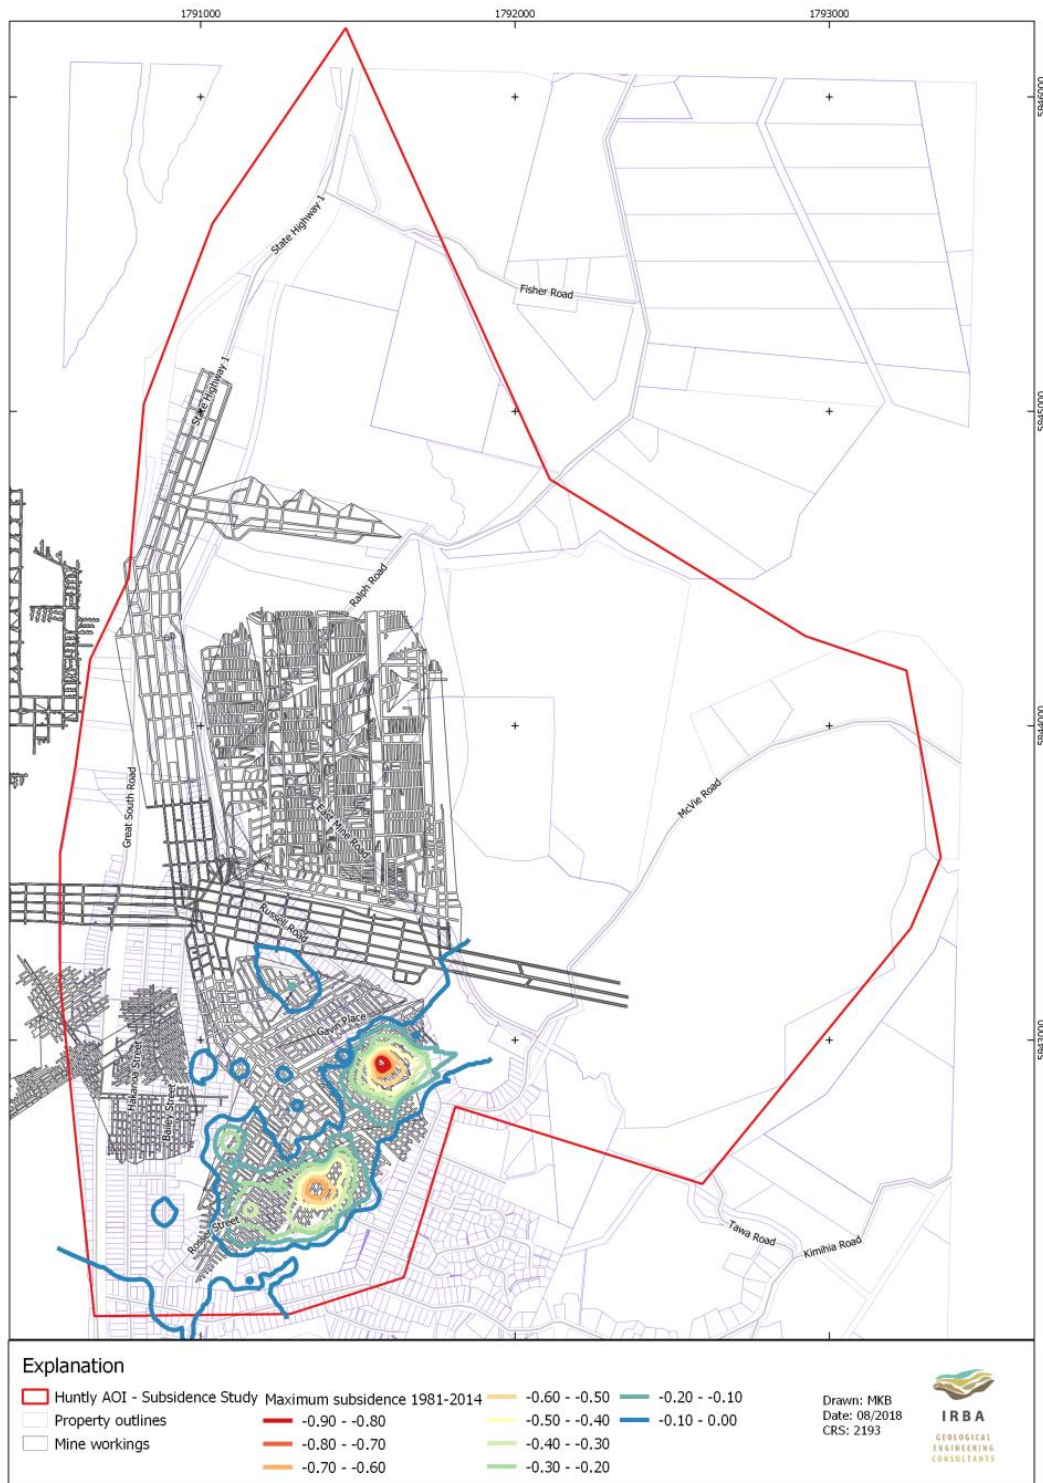 1791000
1792000
1793000
5846000
State Highway 1
Fisher Road
State Highway 1
5845000
Ralph Road
5844000
McVie Road
Great South Road
East Mine Road
Russell Road
Gavin Place
5843000
Hakanoa Street
Bailey Street
Rosser Street
Tawa Road
Kimihia Road
Explanation
Huntly AOI - Subsidence Study
Property outlines
Mine workings
Maximum subsidence 1981-2014
-0.90 - -0.80
-0.80 - -0.70
-0.70 - -0.60
-0.60 - -0.50
-0.50 - -0.40
-0.40 - -0.30
-0.30 - -0.20
-0.20 - -0.10
-0.10 - 0.00
Drawn: MKB
Date: 08/2018
CRS: 2193
IRBA
GEOLOGICAL
ENGINEERING
CONSULTANTS